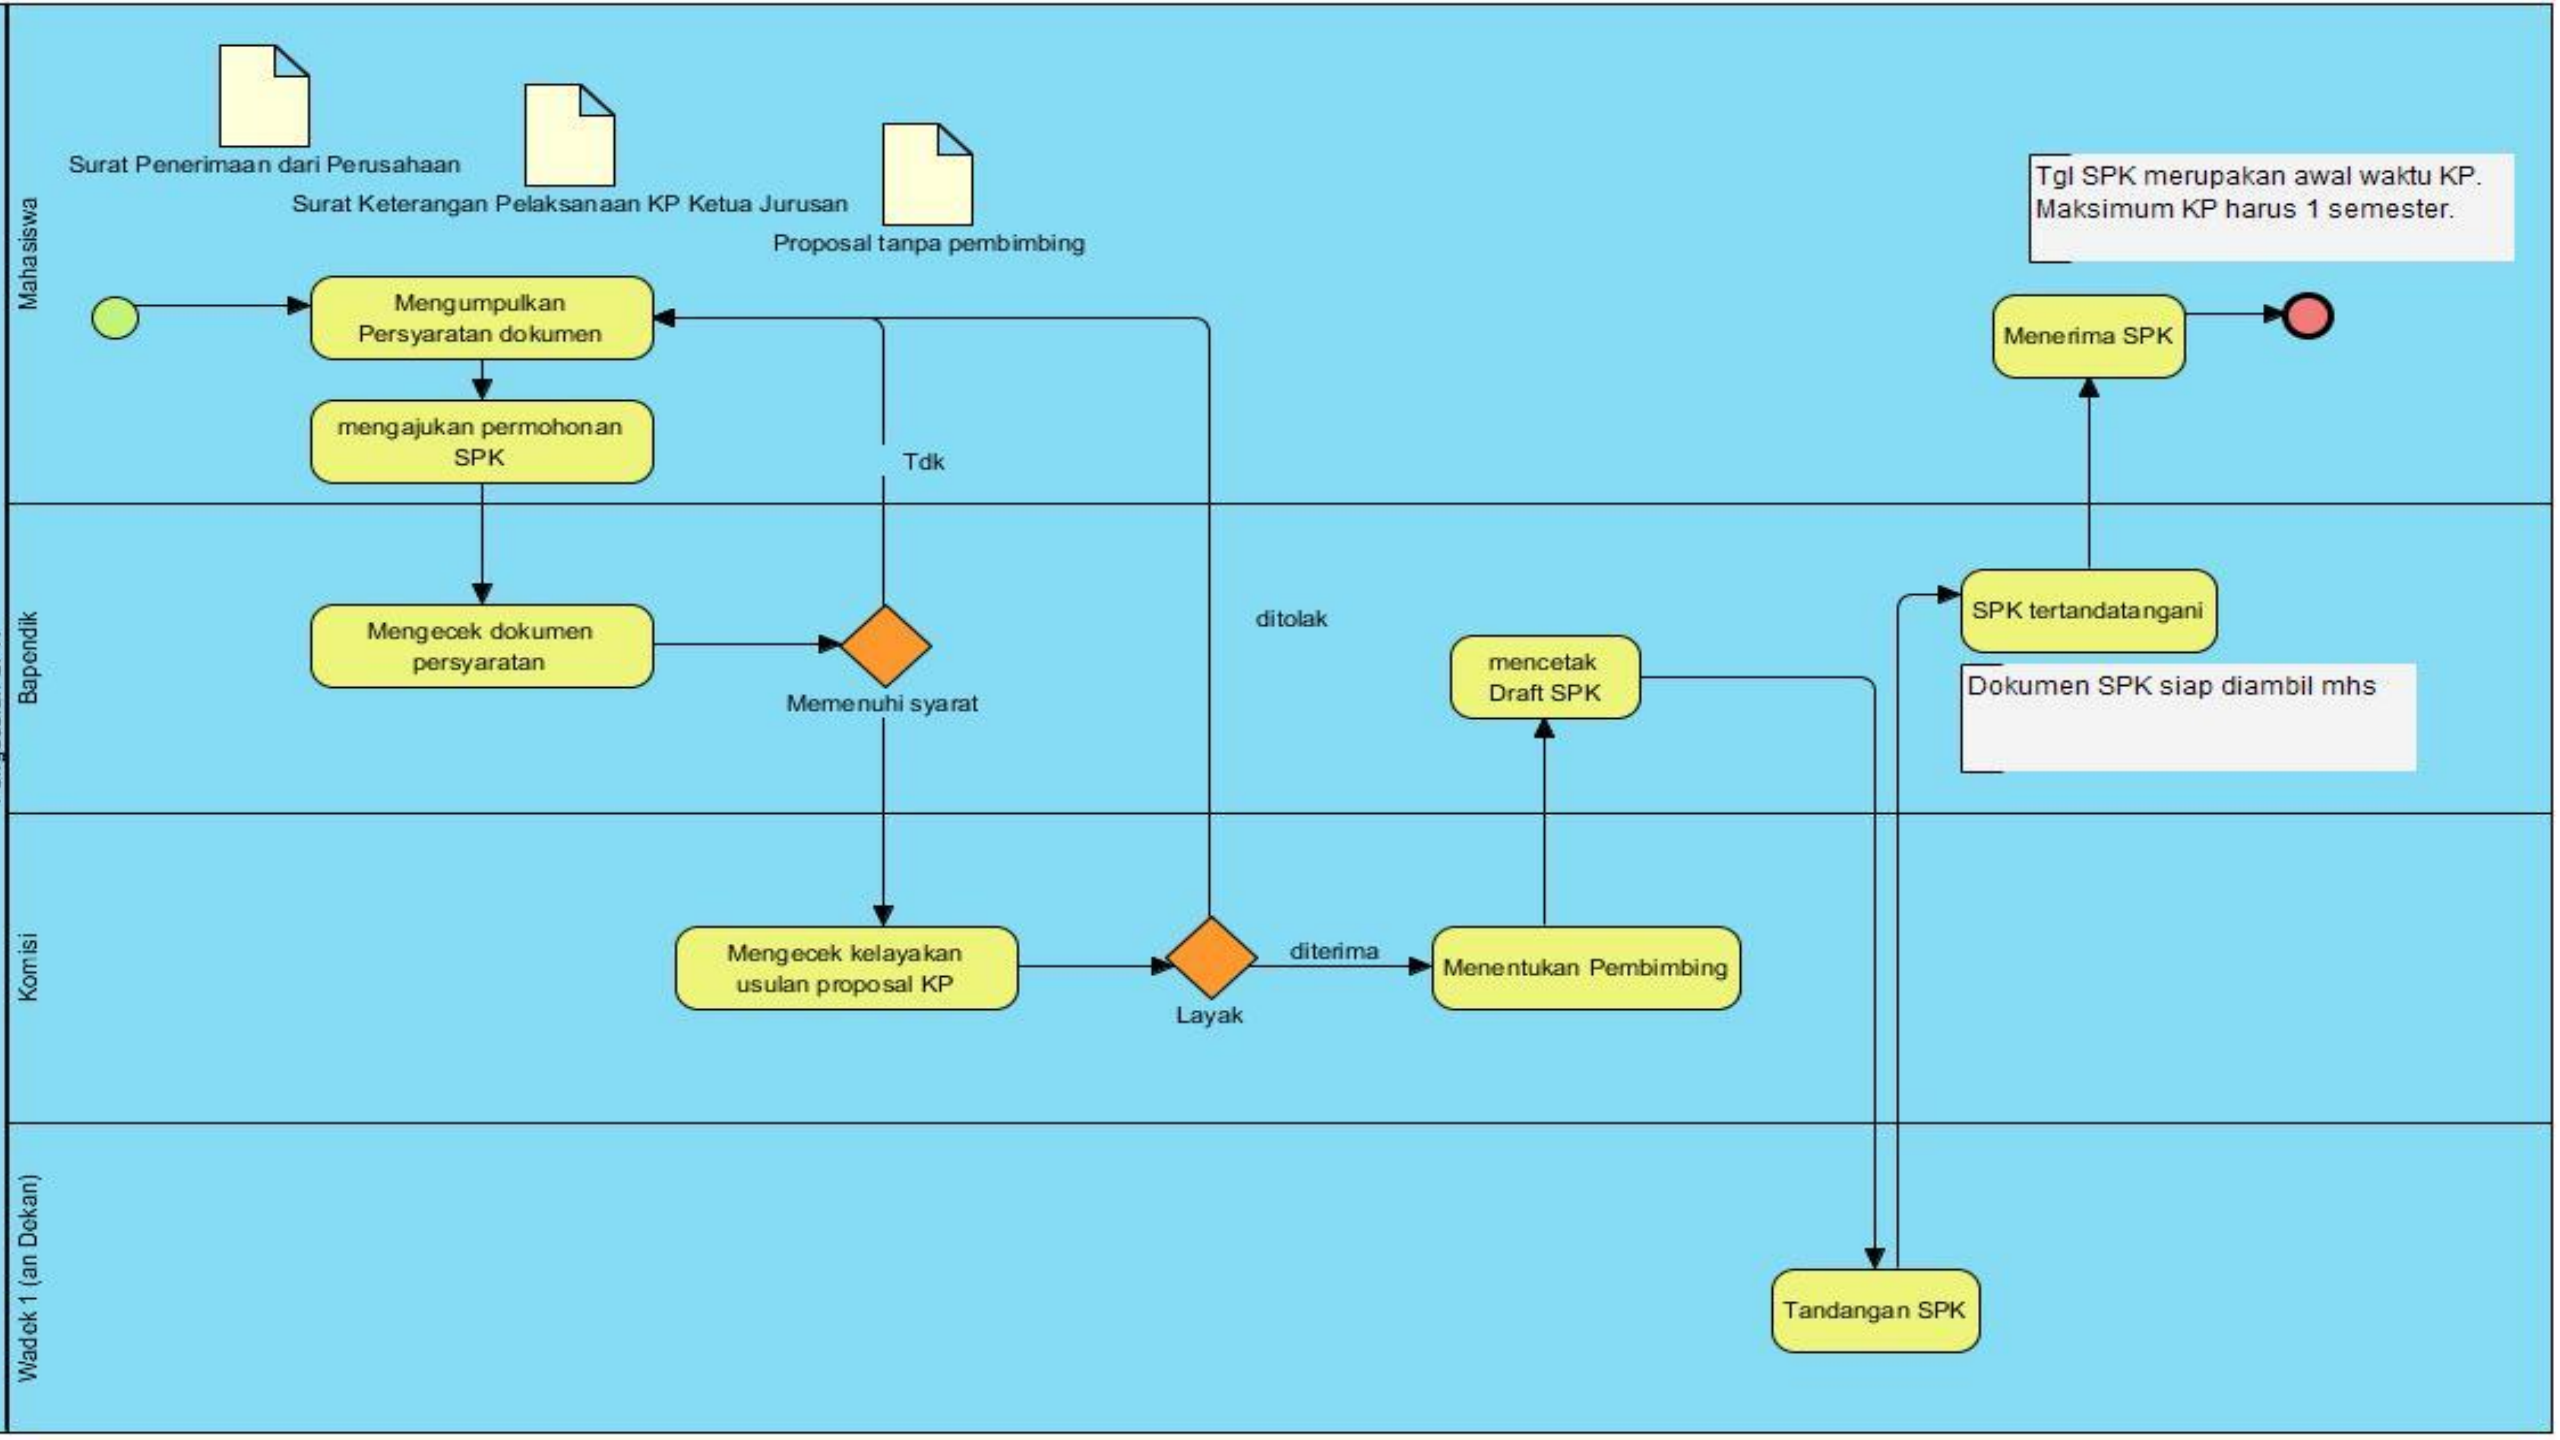 Surat Penerimaan dari Perusahaan
Surat Keterangan Pelaksanaan KP Ketua Jurusan
Proposal tanpa pembimbing
Tgl SPK merupakan awal waktu KP.
Maksimum KP harus 1 semester.
Mahasiswa
Mengumpulkan
Persyaratan dokumen
Menerima SPK
mengajukan permohonan
SPK
Tdk
Bapendik
Mengecek dokumen
persyaratan
Memenuhi syarat
ditolak
mencetak
Draft SPK
SPK tertandatangani
Dokumen SPK siap diambil mhs
Komisi
Mengecek kelayakan
usulan proposal KP
Layak
diterima
Menentukan Pembimbing
Wadek 1 (an Dekan)
Tandangan SPK